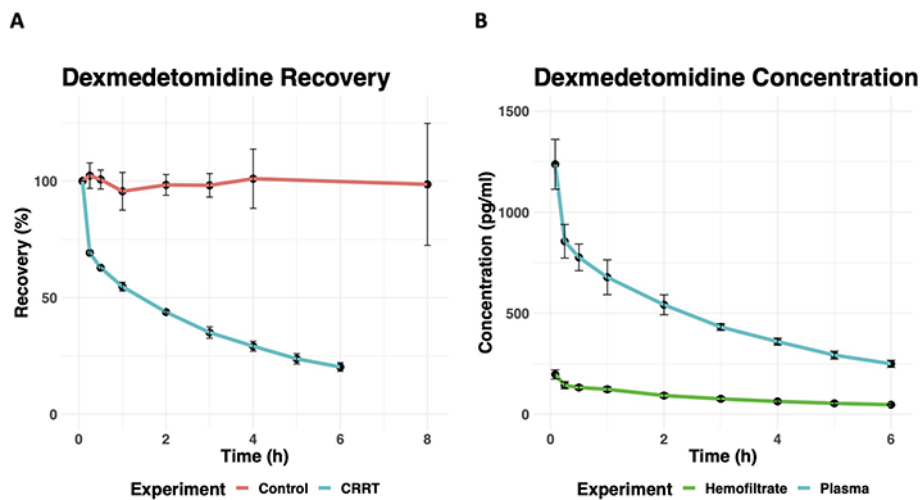 A
B
Dexmedetomidine Recovery
Dexmedetomidine Concentration
Recovery (%)
100
50
0
0 2 4 6 8
Time (h)
Experiment Control CRRT
Concentration (pg/ml)
1500
1000
500
0
0 2 4 6
Time (h)
Experiment Hemofiltrate Plasma